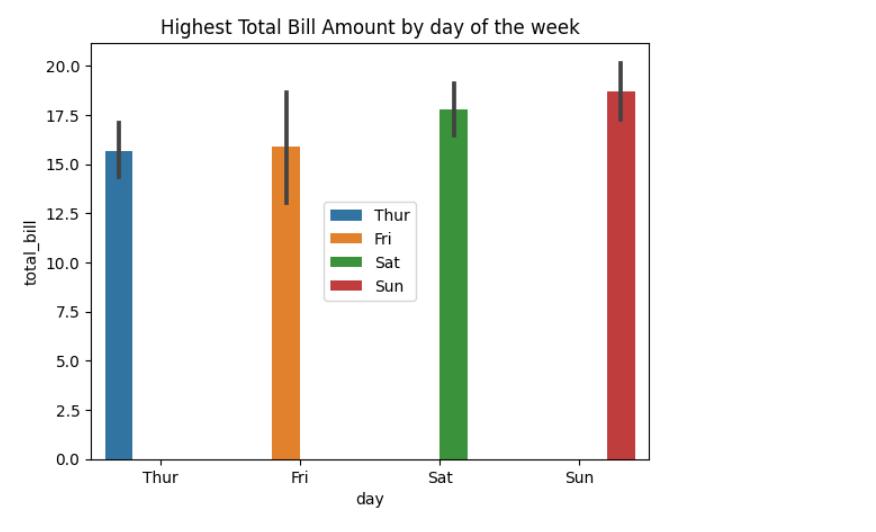 Highest Total Bill Amount by day of the week
20.0
17.5
15.0
12.5
10.0
7.5
5.0
2.5
0.0
total_bill
Thur
Fri
Sat
Sun
Thur Fri Sat Sun
day